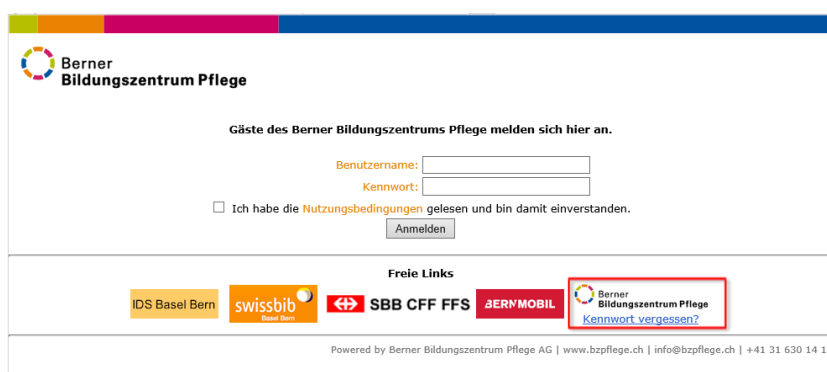 Berner
Bildungszentrum Pflege
Gäste des Berner Bildungszentrums Pflege melden sich hier an.
Benutzername:
Kennwort:
Ich habe die Nutzungsbedingungen gelesen und bin damit einverstanden.
Anmelden
Freie Links
IDS Basel Bern
swissbib
Basel Bern
SBB CFF FFS
BERNMOBIL
Berner
Bildungszentrum Pflege
Kennwort vergessen?
Powered by Berner Bildungszentrum Pflege AG | www.bzpflege.ch | info@bzpflege.ch | +41 31 630 14 1